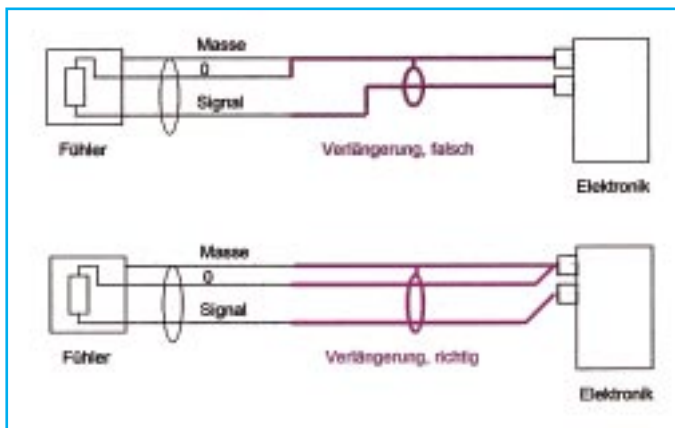 Masse
0
Signal
Fühler
Verlängerung, falsch
Elektronik
Masse
0
Signal
Fühler
Verlängerung, richtig
Elektronik